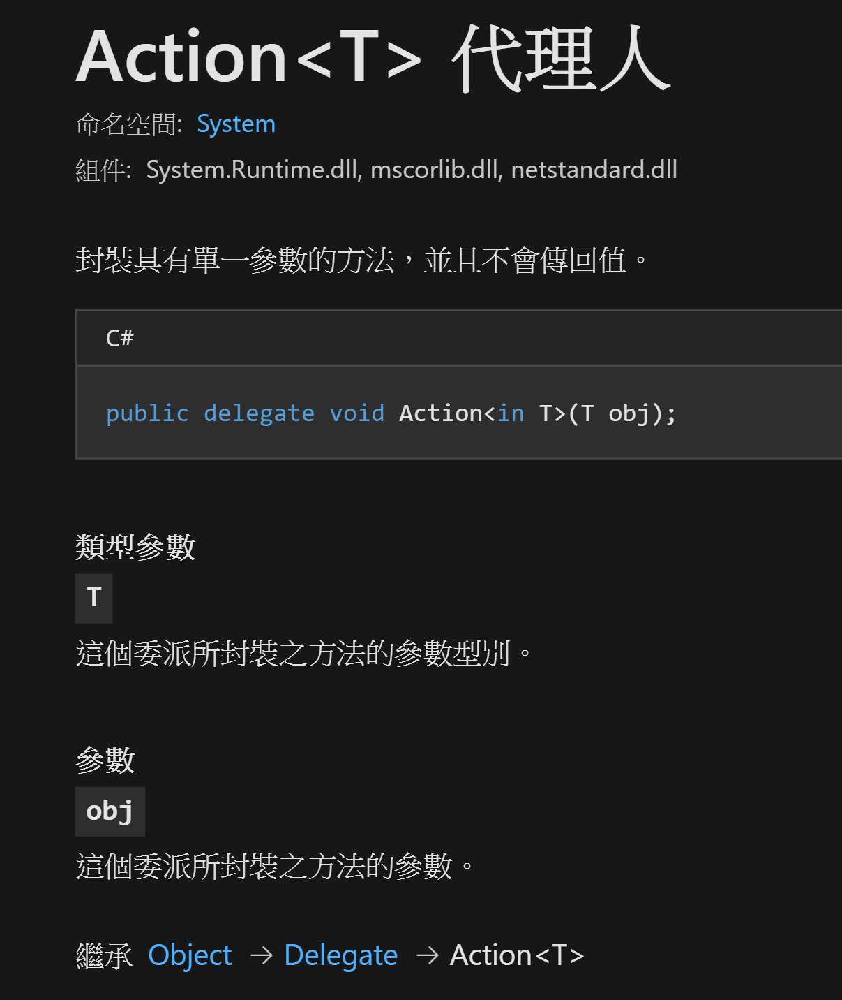 Action<T> 代理人
命名空間: System
組件: System.Runtime.dll, mscorlib.dll, netstandard.dll
封裝具有單一參數的方法，並且不會傳回值。
C#
public delegate void Action<in T>(T obj);
類型參數
T
這個委派所封裝之方法的參數型別。
參數
obj
這個委派所封裝之方法的參數。
繼承 Object → Delegate → Action<T>